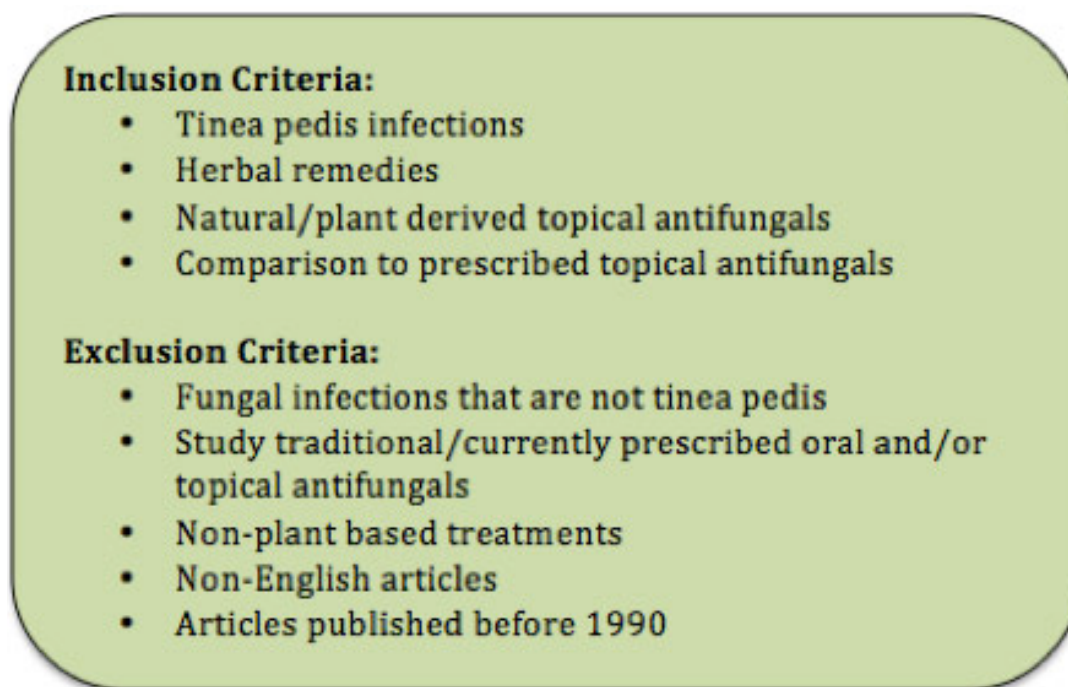 Inclusion Criteria:
• Tinea pedis infections
• Herbal remedies
• Natural/plant derived topical antifungals
• Comparison to prescribed topical antifungals
Exclusion Criteria:
• Fungal infections that are not tinea pedis
• Study traditional/currently prescribed oral and/or
topical antifungals
• Non-plant based treatments
• Non-English articles
• Articles published before 1990